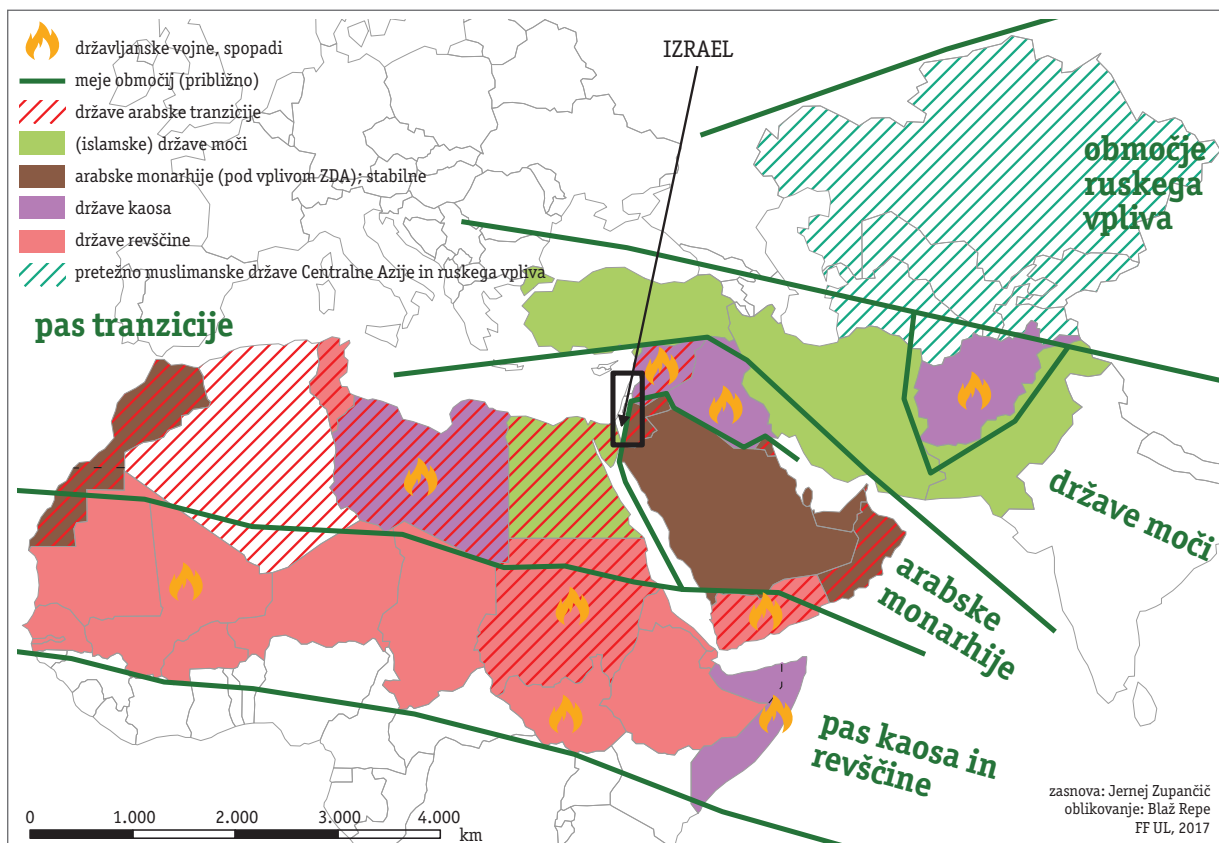 državljanske vojne, spopadi
meje območij (približno)
države arabske tranzicije
(islamske) države moči
arabske monarhije (pod vplivom ZDA); stabilne
države kaosa
države revščine
pretežno muslimanske države Centralne Azije in ruskega vpliva
IZRAEL
območje
ruskega
vpliva
pas tranzicije
države moči
arabske
monarhije
pas kaosa in
revščine
0
1.000
2.000
3.000
4.000
km
zasnova: Jernej Zupančič
oblikovanje: Blaž Repe
FF UL, 2017